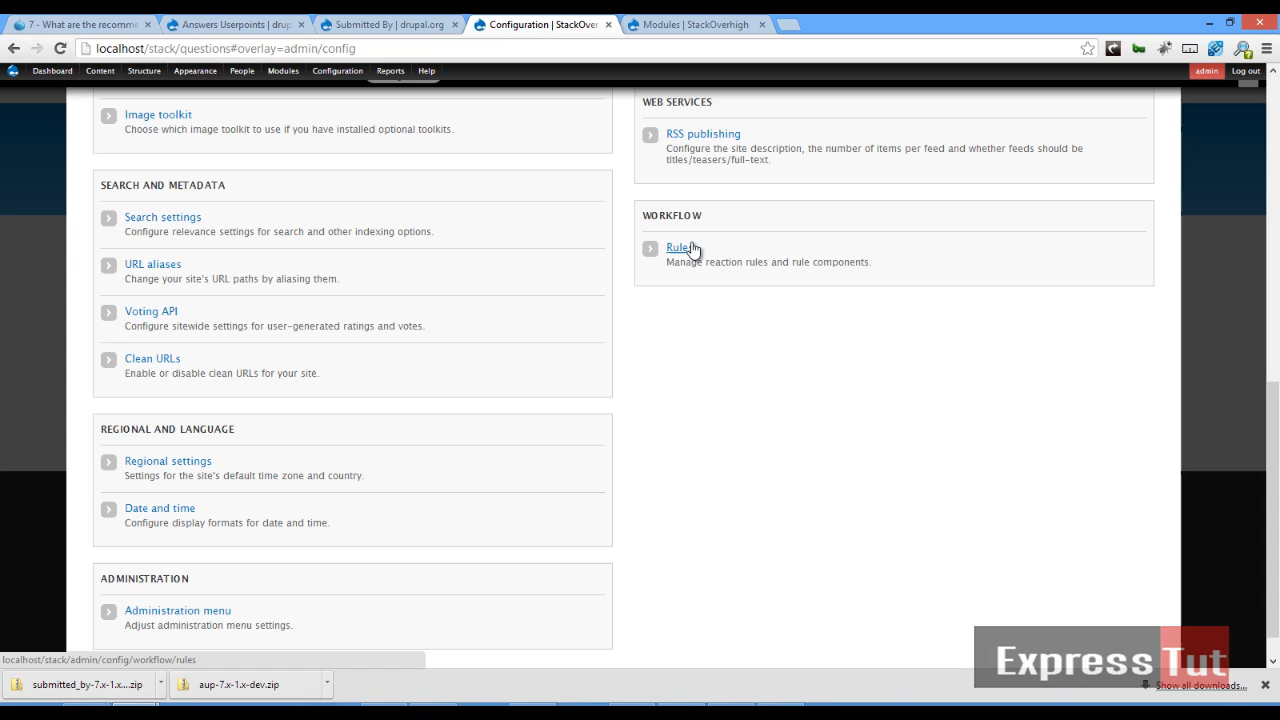 7 - What are the recomme
Answers Userpoints | drup
Submitted By | drupal.org
Configuration | StackOver
Modules | StackOverhigh
localhost/stack/questions#overlay=admin/config
Dashboard
Content
Structure
Appearance
People
Modules
Configuration
Reports
Help
admin
Log out
Image toolkit
Choose which image toolkit to use if you have installed optional toolkits.
SEARCH AND METADATA
Search settings
Configure relevance settings for search and other indexing options.
URL aliases
Change your site's URL paths by aliasing them.
Voting API
Configure sitewide settings for user-generated ratings and votes.
Clean URLs
Enable or disable clean URLs for your site.
REGIONAL AND LANGUAGE
Regional settings
Settings for the site's default time zone and country.
Date and time
Configure display formats for date and time.
ADMINISTRATION
Administration menu
Adjust administration menu settings.
WEB SERVICES
RSS publishing
Configure the site description, the number of items per feed and whether feeds should be
titles/teasers/full-text.
WORKFLOW
Rules
Manage reaction rules and rule components.
Express Tut
localhost/stack/admin/config/workflow/rules
submitted_by-7.x-1.x....zip
aup-7.x-1.x-dev.zip
Show all downloads...